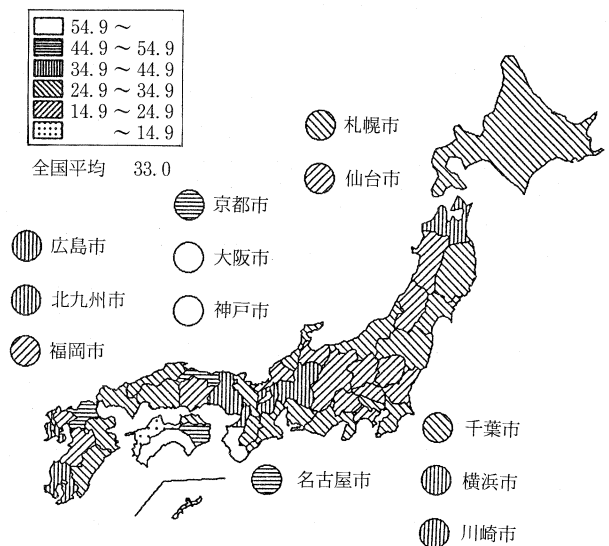 54.9～
44.9～54.9
34.9～44.9
24.9～34.9
14.9～24.9
～14.9
全国平均 33.0
札幌市
仙台市
京都市
大阪市
神戸市
広島市
北九州市
福岡市
千葉市
横浜市
川崎市
名古屋市